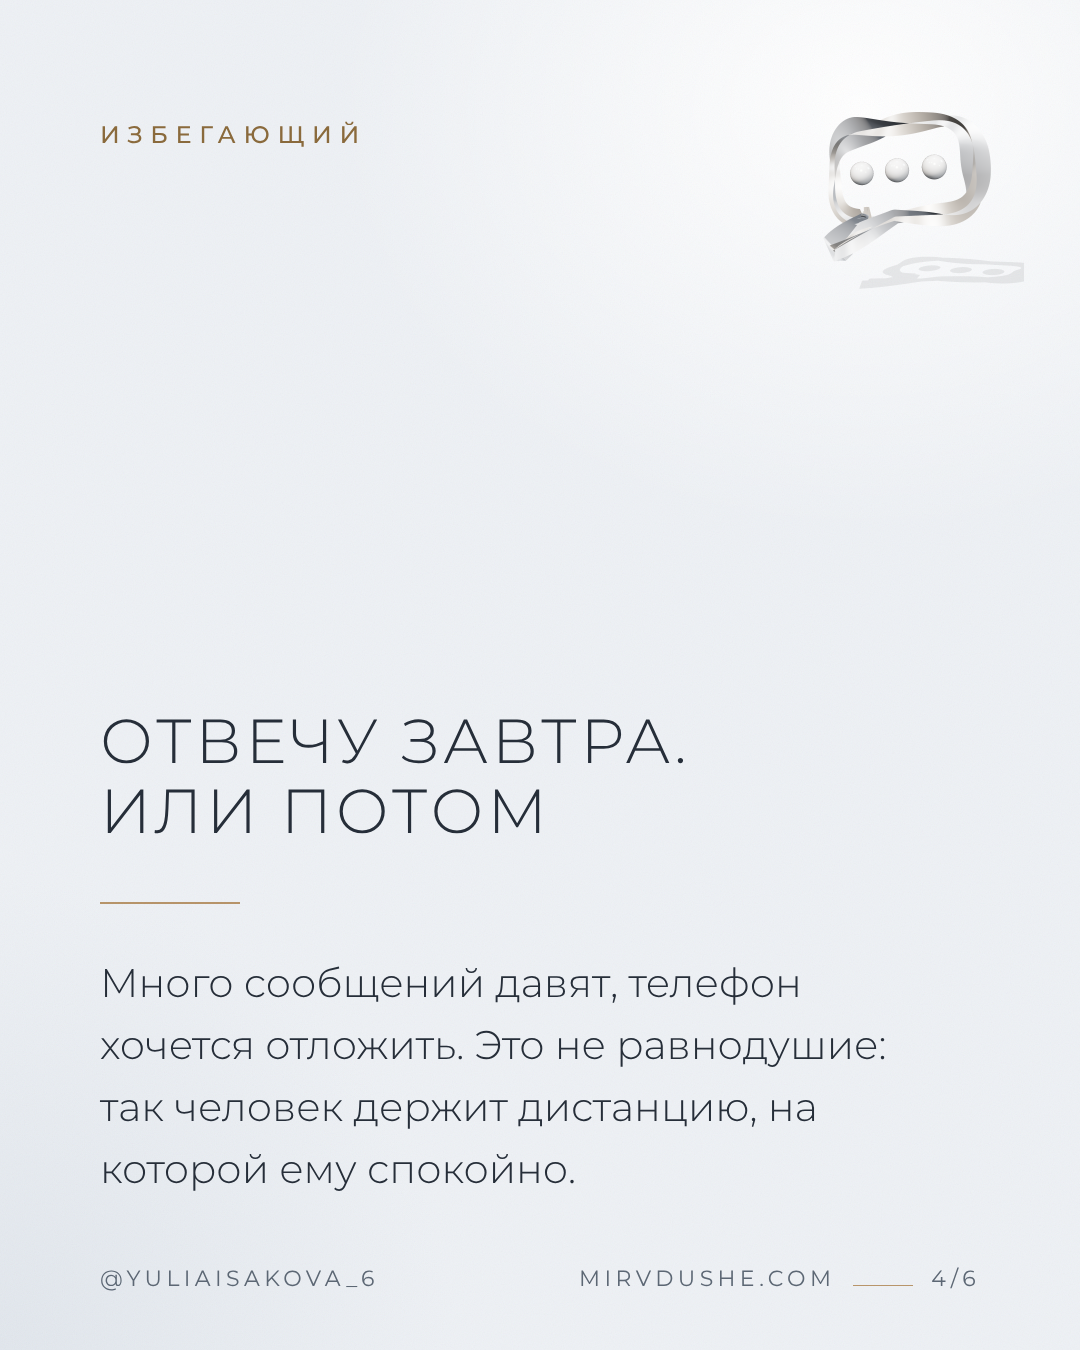 ИЗБЕГАЮЩИЙ
ОТВЕЧУ ЗАВТРА.
ИЛИ ПОТОМ
Много сообщений давят, телефон
хочется отложить. Это не равнодушие:
так человек держит дистанцию, на
которой ему спокойно.
@YULIAISAKOVA_6
MIRVDUSHE.COM 4/6